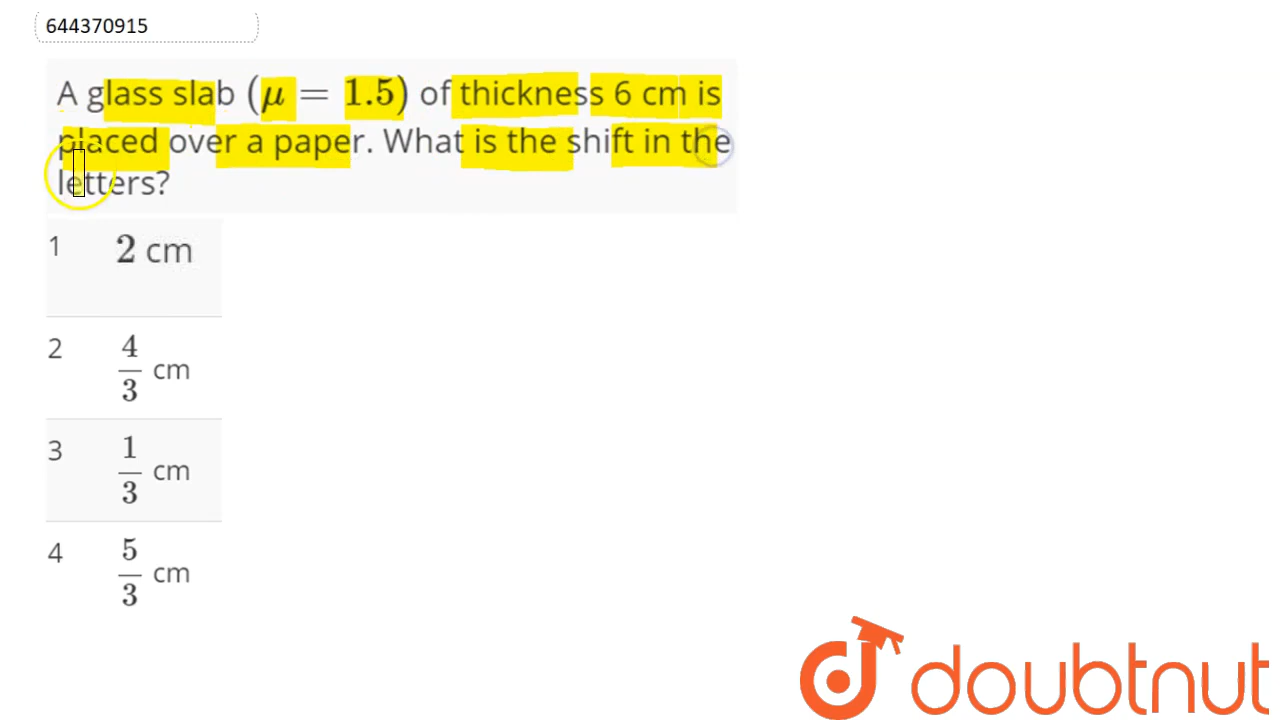 644370915
A glass slab (μ = 1.5) of thickness 6 cm is
placed over a paper. What is the shift in the
letters?
1 2 cm
2 4/3 cm
3 1/3 cm
4 5/3 cm
doubtnut